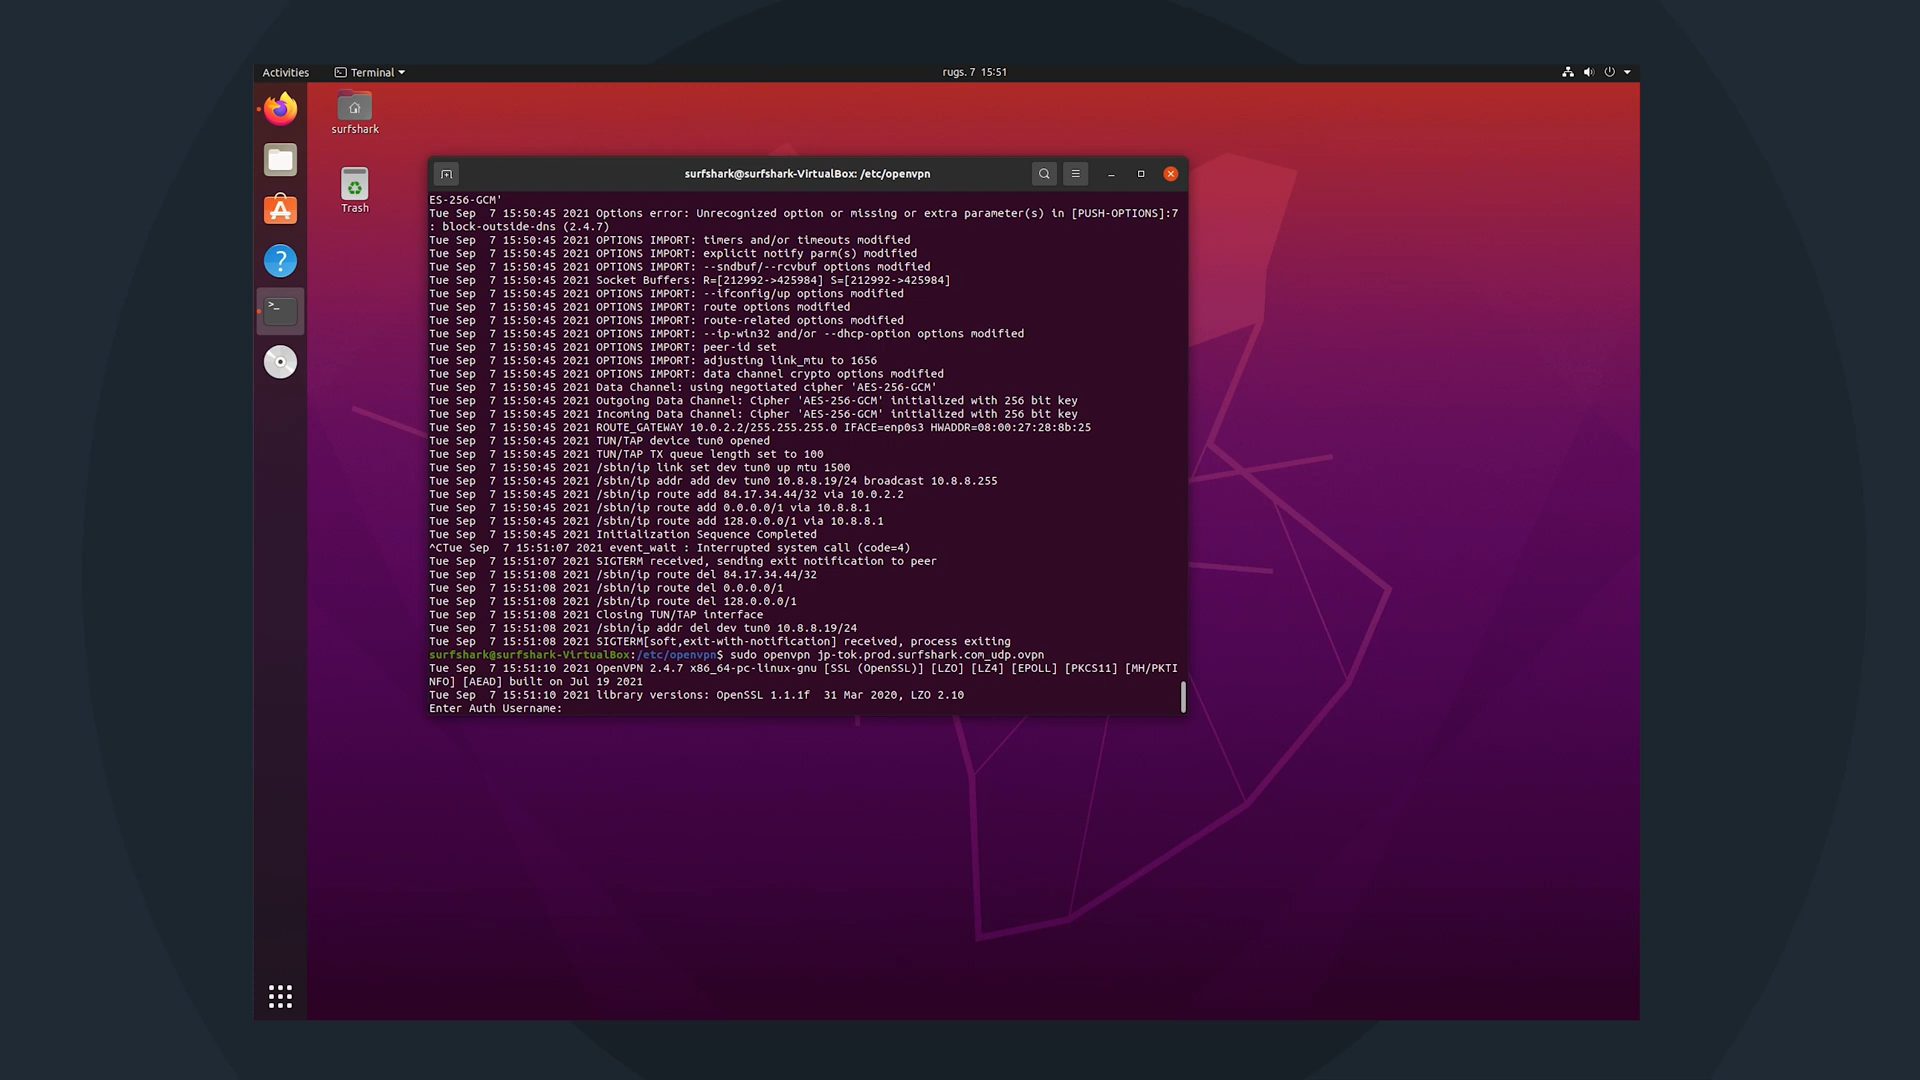 Activities
Terminal
rugs. 7 15:51
surfshark
Trash
surfshark@surfshark-VirtualBox: /etc/openvpn
ES-256-GCM'
Tue Sep  7 15:50:45 2021 Options error: Unrecognized option or missing or extra parameter(s) in [PUSH-OPTIONS]:7
: block-outside-dns (2.4.7)
Tue Sep  7 15:50:45 2021 OPTIONS IMPORT: timers and/or timeouts modified
Tue Sep  7 15:50:45 2021 OPTIONS IMPORT: explicit notify parm(s) modified
Tue Sep  7 15:50:45 2021 OPTIONS IMPORT: --sndbuf/--rcvbuf options modified
Tue Sep  7 15:50:45 2021 Socket Buffers: R=[212992->425984] S=[212992->425984]
Tue Sep  7 15:50:45 2021 OPTIONS IMPORT: --ifconfig/up options modified
Tue Sep  7 15:50:45 2021 OPTIONS IMPORT: route options modified
Tue Sep  7 15:50:45 2021 OPTIONS IMPORT: route-related options modified
Tue Sep  7 15:50:45 2021 OPTIONS IMPORT: --ip-win32 and/or --dhcp-option options modified
Tue Sep  7 15:50:45 2021 OPTIONS IMPORT: peer-id set
Tue Sep  7 15:50:45 2021 OPTIONS IMPORT: adjusting link_mtu to 1656
Tue Sep  7 15:50:45 2021 OPTIONS IMPORT: data channel crypto options modified
Tue Sep  7 15:50:45 2021 Data Channel: using negotiated cipher 'AES-256-GCM'
Tue Sep  7 15:50:45 2021 Outgoing Data Channel: Cipher 'AES-256-GCM' initialized with 256 bit key
Tue Sep  7 15:50:45 2021 Incoming Data Channel: Cipher 'AES-256-GCM' initialized with 256 bit key
Tue Sep  7 15:50:45 2021 ROUTE_GATEWAY 10.0.2.2/255.255.255.0 IFACE=enp0s3 HWADDR=08:00:27:28:8b:25
Tue Sep  7 15:50:45 2021 TUN/TAP device tun0 opened
Tue Sep  7 15:50:45 2021 TUN/TAP TX queue length set to 100
Tue Sep  7 15:50:45 2021 /sbin/ip link set dev tun0 up mtu 1500
Tue Sep  7 15:50:45 2021 /sbin/ip addr add dev tun0 10.8.8.19/24 broadcast 10.8.8.255
Tue Sep  7 15:50:45 2021 /sbin/ip route add 84.17.34.44/32 via 10.0.2.2
Tue Sep  7 15:50:45 2021 /sbin/ip route add 0.0.0.0/1 via 10.8.8.1
Tue Sep  7 15:50:45 2021 /sbin/ip route add 128.0.0.0/1 via 10.8.8.1
Tue Sep  7 15:50:45 2021 Initialization Sequence Completed
^CTue Sep  7 15:51:07 2021 event_wait : Interrupted system call (code=4)
Tue Sep  7 15:51:07 2021 SIGTERM received, sending exit notification to peer
Tue Sep  7 15:51:08 2021 /sbin/ip route del 84.17.34.44/32
Tue Sep  7 15:51:08 2021 /sbin/ip route del 0.0.0.0/1
Tue Sep  7 15:51:08 2021 /sbin/ip route del 128.0.0.0/1
Tue Sep  7 15:51:08 2021 Closing TUN/TAP interface
Tue Sep  7 15:51:08 2021 /sbin/ip addr del dev tun0 10.8.8.19/24
Tue Sep  7 15:51:08 2021 SIGTERM[soft,exit-with-notification] received, process exiting
surfshark@surfshark-VirtualBox:/etc/openvpn$ sudo openvpn jp-tok.prod.surfshark.com_udp.ovpn
Tue Sep  7 15:51:10 2021 OpenVPN 2.4.7 x86_64-pc-linux-gnu [SSL (OpenSSL)] [LZO] [LZ4] [EPOLL] [PKCS11] [MH/PKTI
NFO] [AEAD] built on Jul 19 2021
Tue Sep  7 15:51:10 2021 library versions: OpenSSL 1.1.1f  31 Mar 2020, LZO 2.10
Enter Auth Username: